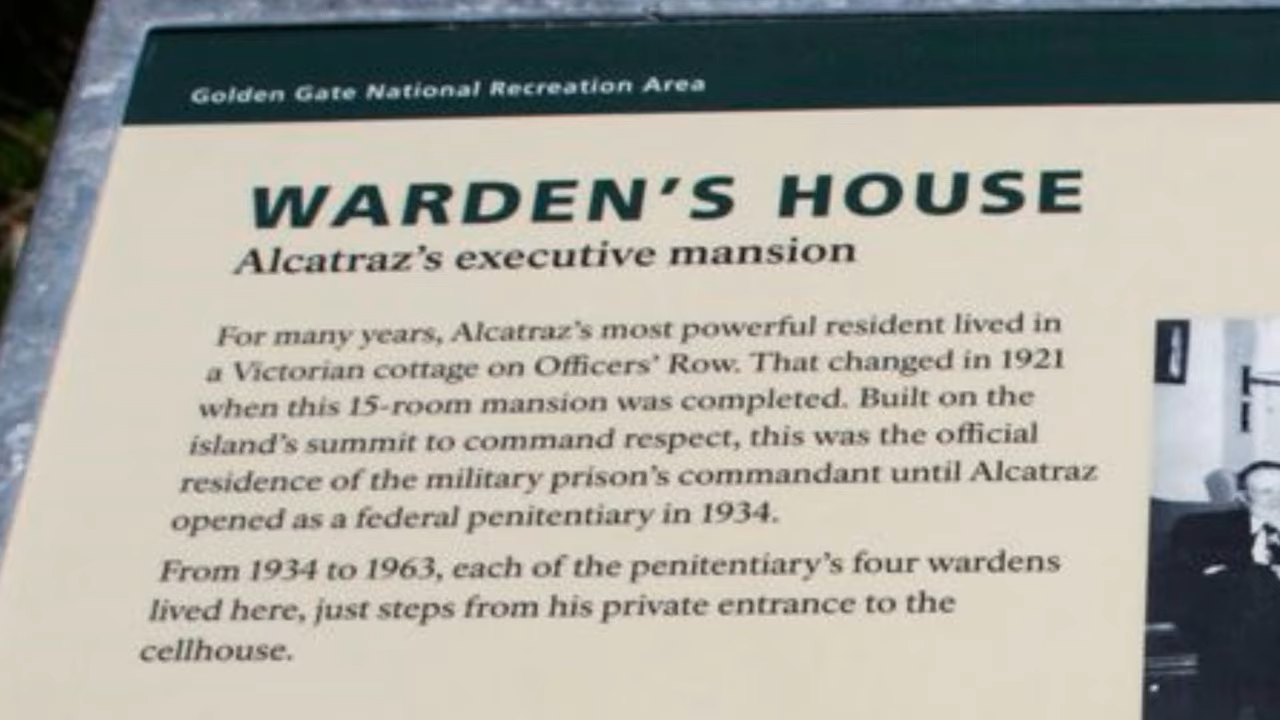 Golden Gate National Recreation Area
WARDEN'S HOUSE
Alcatraz's executive mansion
For many years, Alcatraz's most powerful resident lived in
a Victorian cottage on Officers' Row. That changed in 1921
when this 15-room mansion was completed. Built on the
island's summit to command respect, this was the official
residence of the military prison's commandant until Alcatraz
opened as a federal penitentiary in 1934.
From 1934 to 1963, each of the penitentiary's four wardens
lived here, just steps from his private entrance to the
cellhouse.